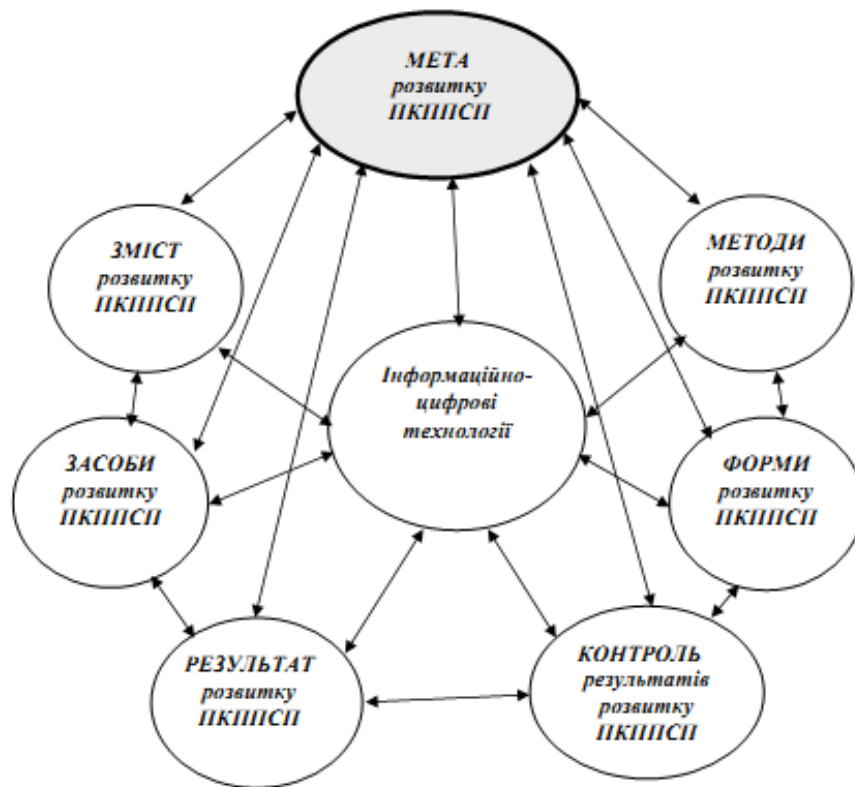 МЕТА
розвитку
ПКППСП
ЗМІСТ
розвитку
ПКППСП
МЕТОДИ
розвитку
ПКППСП
Інформаційно-
цифрові
технології
ЗАСОБИ
розвитку
ПКППСП
ФОРМИ
розвитку
ПКППСП
РЕЗУЛЬТАТ
розвитку
ПКППСП
КОНТРОЛЬ
результатів
розвитку
ПКППСП